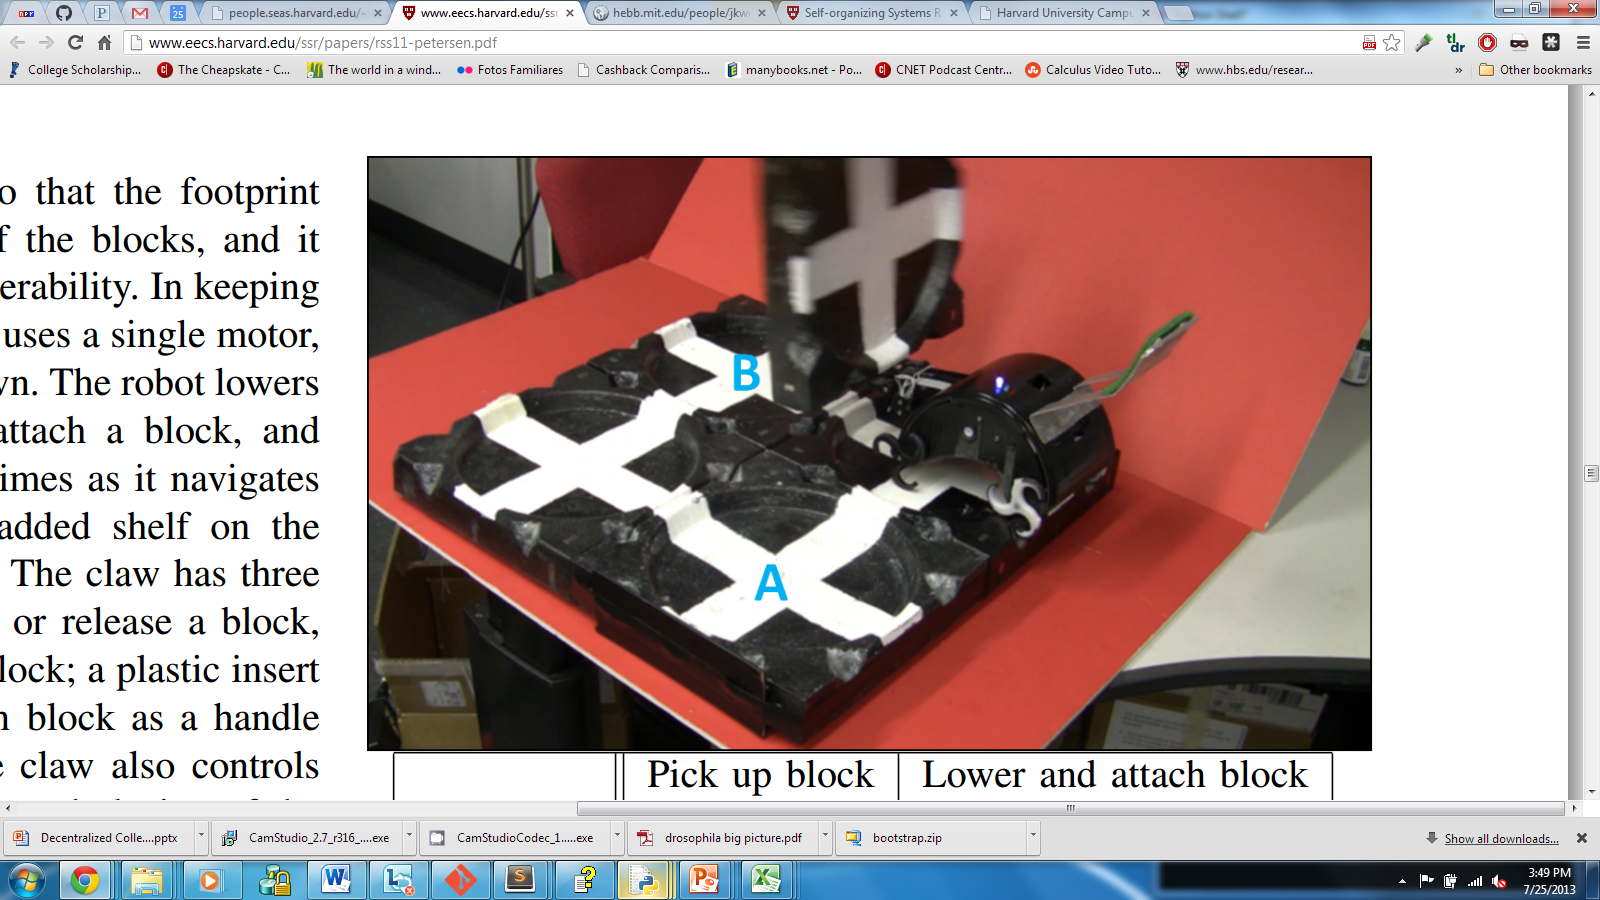 people.seas.harvard.edu/
www.eecs.harvard.edu/ssr
hebb.mit.edu/people/jkw
Self-organizing Systems R
Harvard University Campu
25
www.eecs.harvard.edu/ssr/papers/rss11-petersen.pdf
tl;dr
College Scholarship...
The Cheapskate - C...
The world in a wind...
Fotos Familiares
Cashback Comparis...
manybooks.net - Po...
CNET Podcast Centr...
Calculus Video Tuto...
www.hbs.edu/resear...
»
Other bookmarks
o that the footprint
f the blocks, and it
erability. In keeping
uses a single motor,
vn. The robot lowers
attach a block, and
imes as it navigates
added shelf on the
The claw has three
or release a block,
lock; a plastic insert
n block as a handle
e claw also controls
B
A
Pick up block
Lower and attach block
Decentralized Colle....pptx
CamStudio_2.7_r316_....exe
CamStudioCodec_1.....exe
drosophila big picture.pdf
bootstrap.zip
Show all downloads...
3:49 PM
7/25/2013